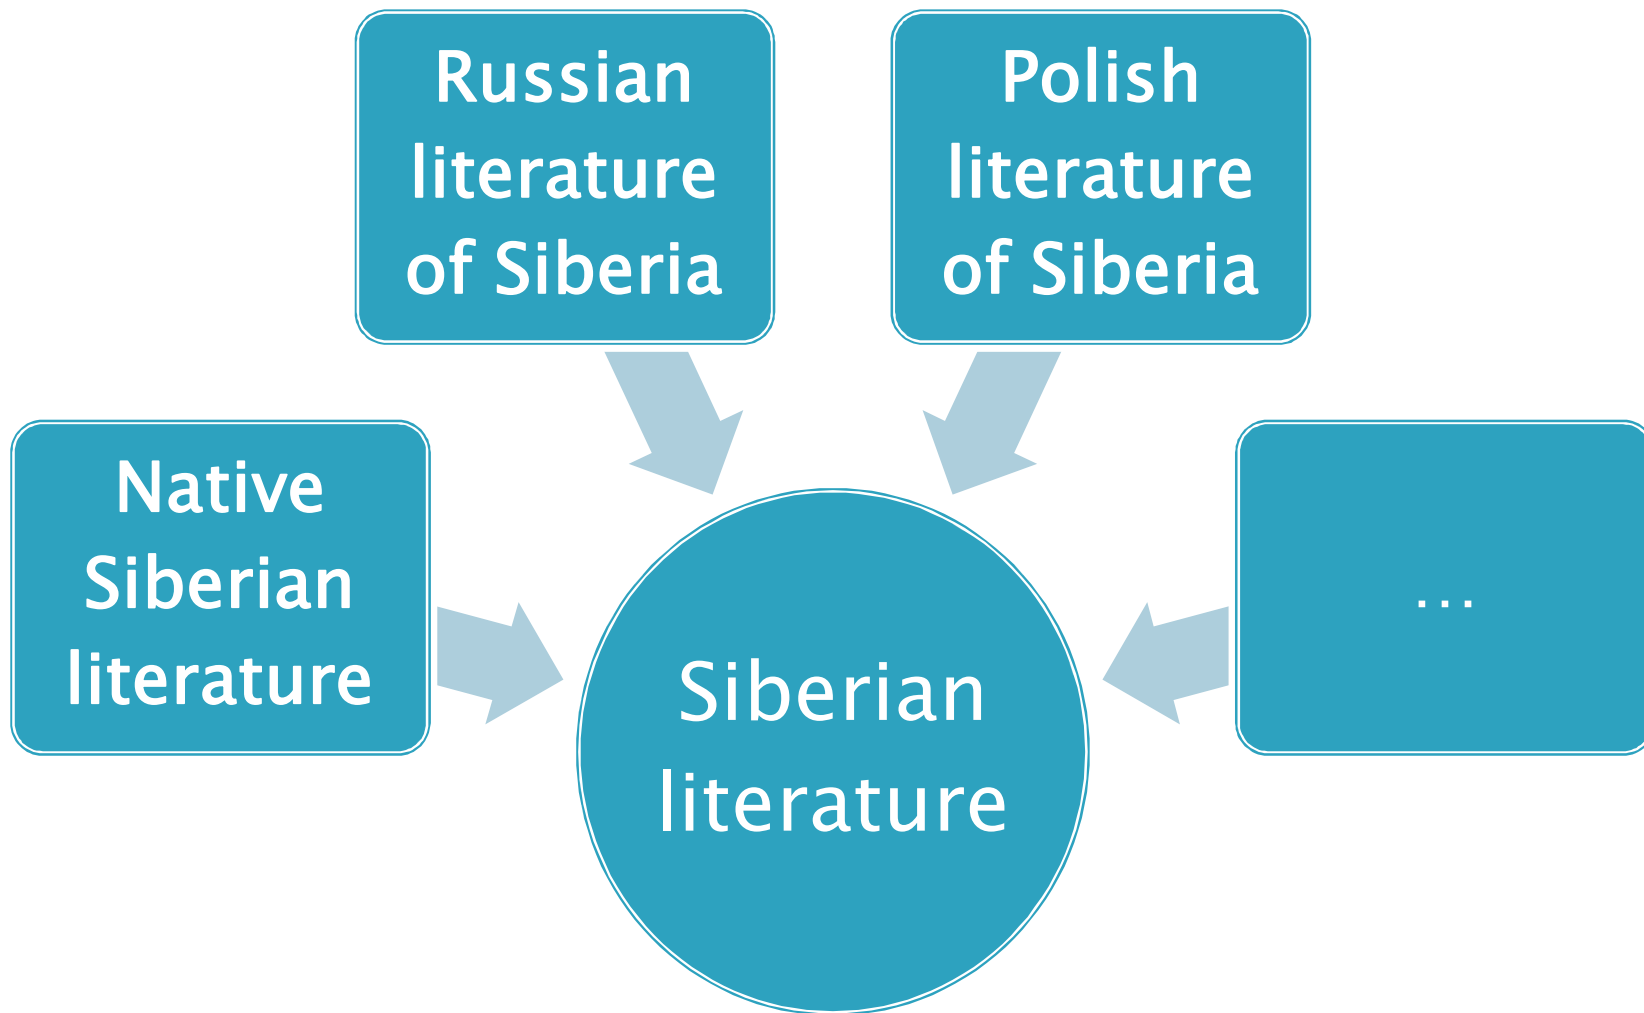 Russian
literature
of Siberia
Polish
literature
of Siberia
Native
Siberian
literature
...
Siberian
literature